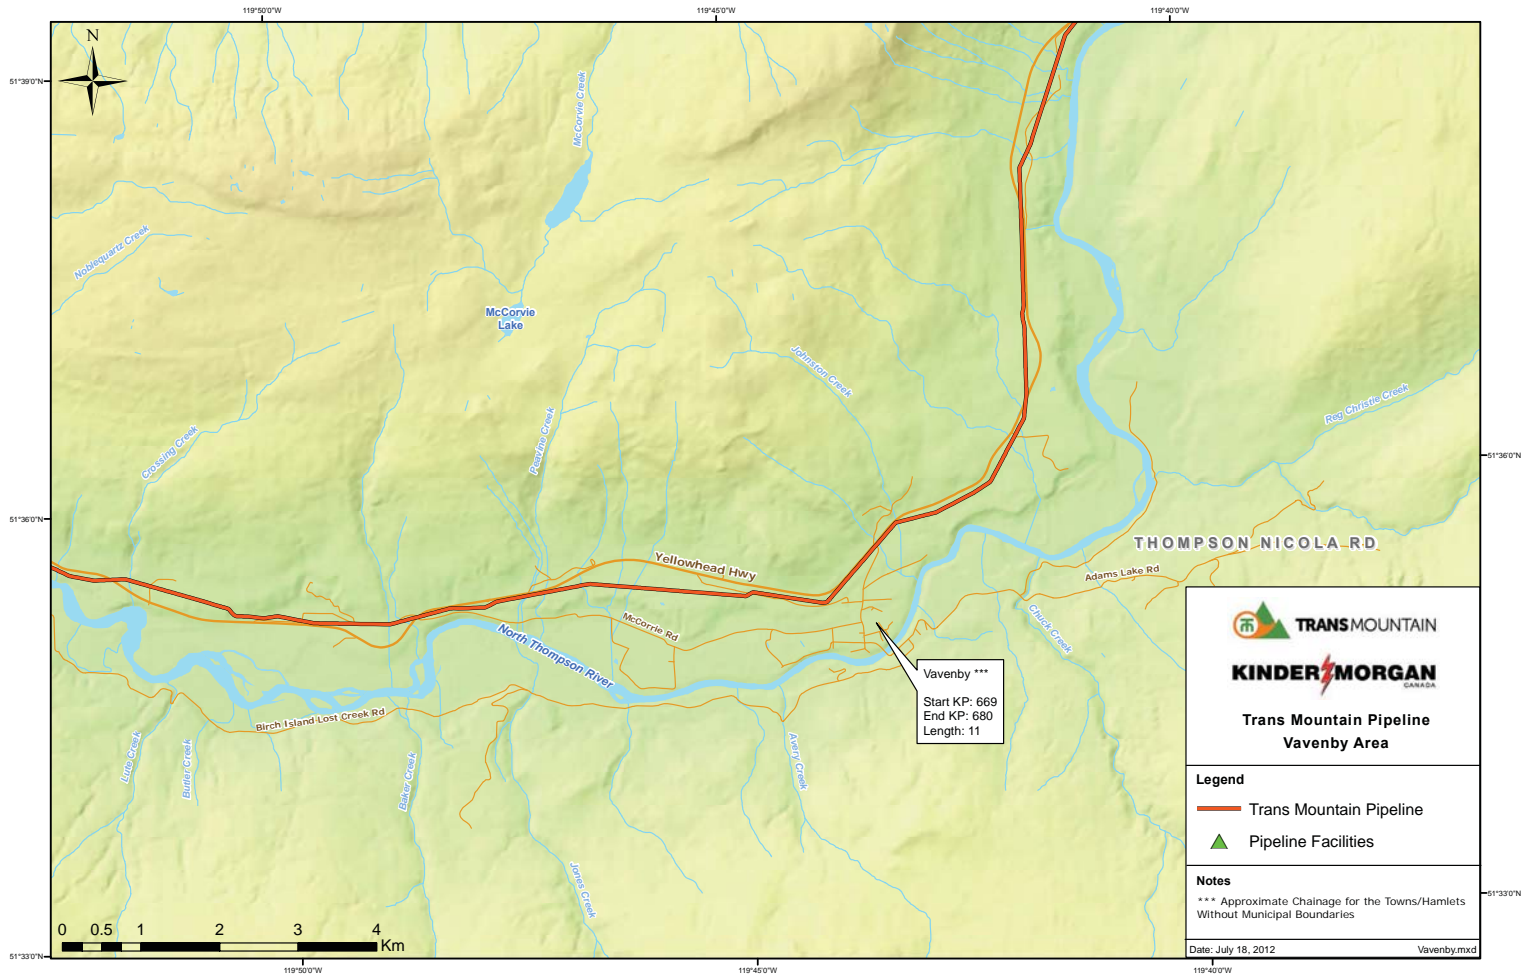 119°50'0"W
119°45'0"W
119°40'0"W
N
51°39'0"N
McCorvie Creek
Noblequartz Creek
McCorvie
Lake
Johnston Creek
Reg Christie Creek
Peavine Creek
Crossing Creek
51°36'0"N
51°36'0"N
THOMPSON NICOLA RD
Yellowhead Hwy
Adams Lake Rd
McCorrie Rd
Chuck Creek
North Thompson River
Birch Island Lost Creek Rd
Vavenby ***
Start KP: 669
End KP: 680
Length: 11
Lute Creek
Butler Creek
Baker Creek
Avery Creek
Jones Creek
TRANSMOUNTAIN
KINDER MORGAN
CANADA
Trans Mountain Pipeline
Vavenby Area
Legend
Trans Mountain Pipeline
Pipeline Facilities
Notes
*** Approximate Chainage for the Towns/Hamlets
Without Municipal Boundaries
Date: July 18, 2012
Vavenby.mxd
51°33'0"N
0 0.5 1 2 3 4
Km
51°33'0"N
119°50'0"W
119°45'0"W
119°40'0"W